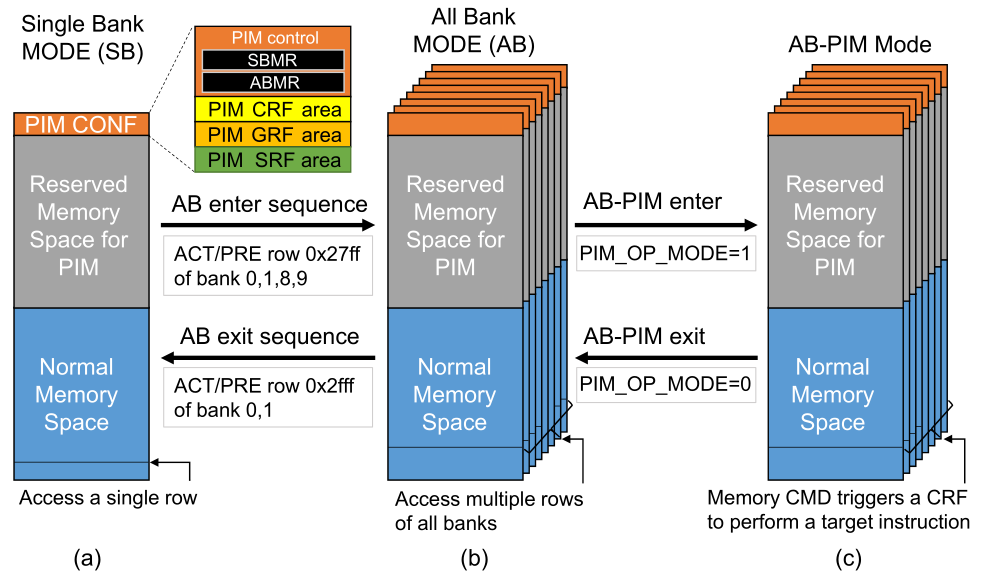 Single Bank
MODE (SB)
PIM control
SBMR
ABMR
PIM CRF area
PIM GRF area
PIM SRF area
PIM CONF
Reserved
Memory
Space for
PIM
Normal
Memory
Space
Access a single row
(a)
AB enter sequence
ACT/PRE row 0x27ff
of bank 0,1,8,9
AB exit sequence
ACT/PRE row 0x2fff
of bank 0,1
All Bank
MODE (AB)
Reserved
Memory
Space for
PIM
Normal
Memory
Space
Access multiple rows
of all banks
(b)
AB-PIM enter
PIM_OP_MODE=1
AB-PIM exit
PIM_OP_MODE=0
AB-PIM Mode
Reserved
Memory
Space for
PIM
Normal
Memory
Space
Memory CMD triggers a CRF
to perform a target instruction
(c)